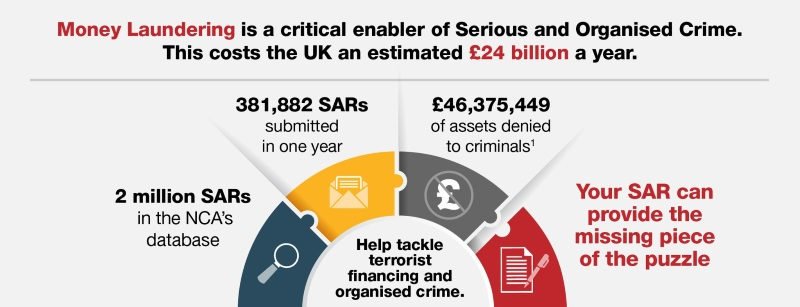 Money Laundering is a critical enabler of Serious and Organised Crime.
This costs the UK an estimated £24 billion a year.
381,882 SARs
submitted
in one year
£46,375,449
of assets denied
to criminals¹
2 million SARs
in the NCA's
database
Your SAR can
provide the
missing piece
of the puzzle
£
Help tackle
terrorist
financing and
organised crime.